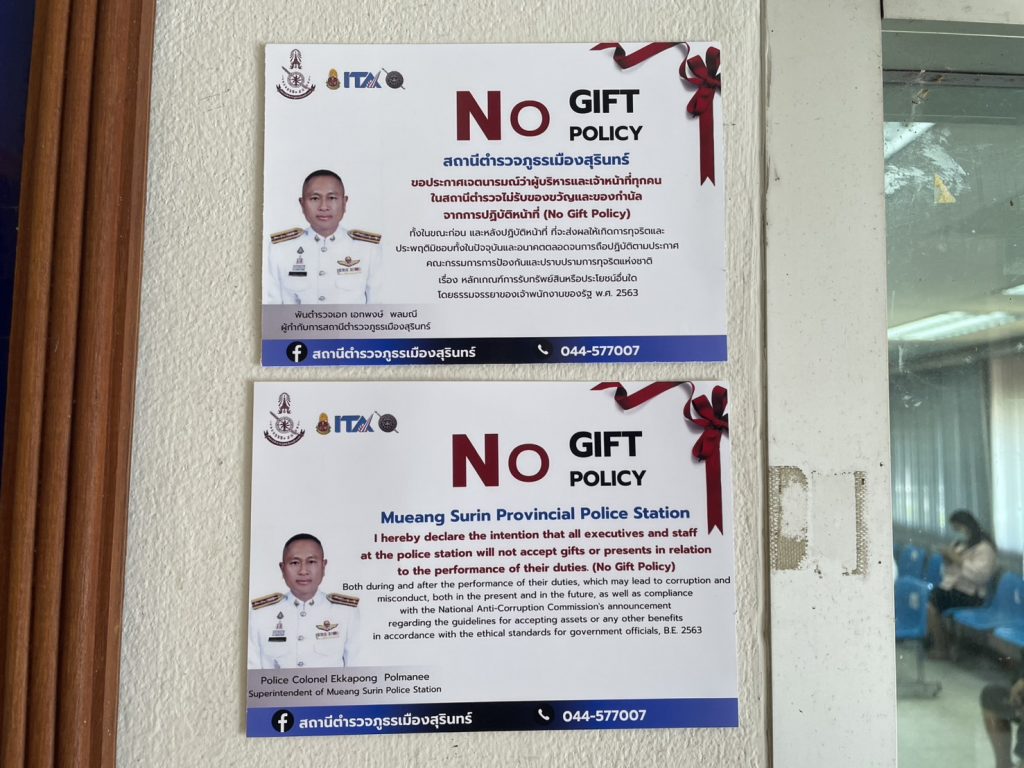 ITA
No GIFT POLICY
สถานีตำรวจภูธรเมืองสุรินทร์
ขอประกาศเจตนารมณ์ว่าผู้บริหารและเจ้าหน้าที่ทุกคน
ในสถานีตำรวจไม่รับของขวัญและของกำนัล
จากการปฏิบัติหน้าที่ (No Gift Policy)
ทั้งในขณะก่อน และหลังปฏิบัติหน้าที่ ที่จะส่งผลให้เกิดการทุจริตและ
ประพฤติมิชอบทั้งในปัจจุบันและอนาคตตลอดจนการถือปฏิบัติตามประกาศ
คณะกรรมการการป้องกันและปราบปรามการทุจริตแห่งชาติ
เรื่อง หลักเกณฑ์การรับทรัพย์สินหรือประโยชน์อื่นใด
โดยธรรมจรรยาของเจ้าพนักงานของรัฐ พ.ศ. 2563
พันตำรวจเอก เอกพงษ์ พลมณี
ผู้กำกับการสถานีตำรวจภูธรเมืองสุรินทร์
สถานีตำรวจภูธรเมืองสุรินทร์ 044-577007
ITA
No GIFT POLICY
Mueang Surin Provincial Police Station
I hereby declare the intention that all executives and staff
at the police station will not accept gifts or presents in relation
to the performance of their duties. (No Gift Policy)
Both during and after the performance of their duties, which may lead to corruption and
misconduct, both in the present and in the future, as well as compliance
with the National Anti-Corruption Commission's announcement
regarding the guidelines for accepting assets or any other benefits
in accordance with the ethical standards for government officials, B.E. 2563
Police Colonel Ekkapong Polmanee
Superintendent of Mueang Surin Police Station
สถานีตำรวจภูธรเมืองสุรินทร์ 044-577007